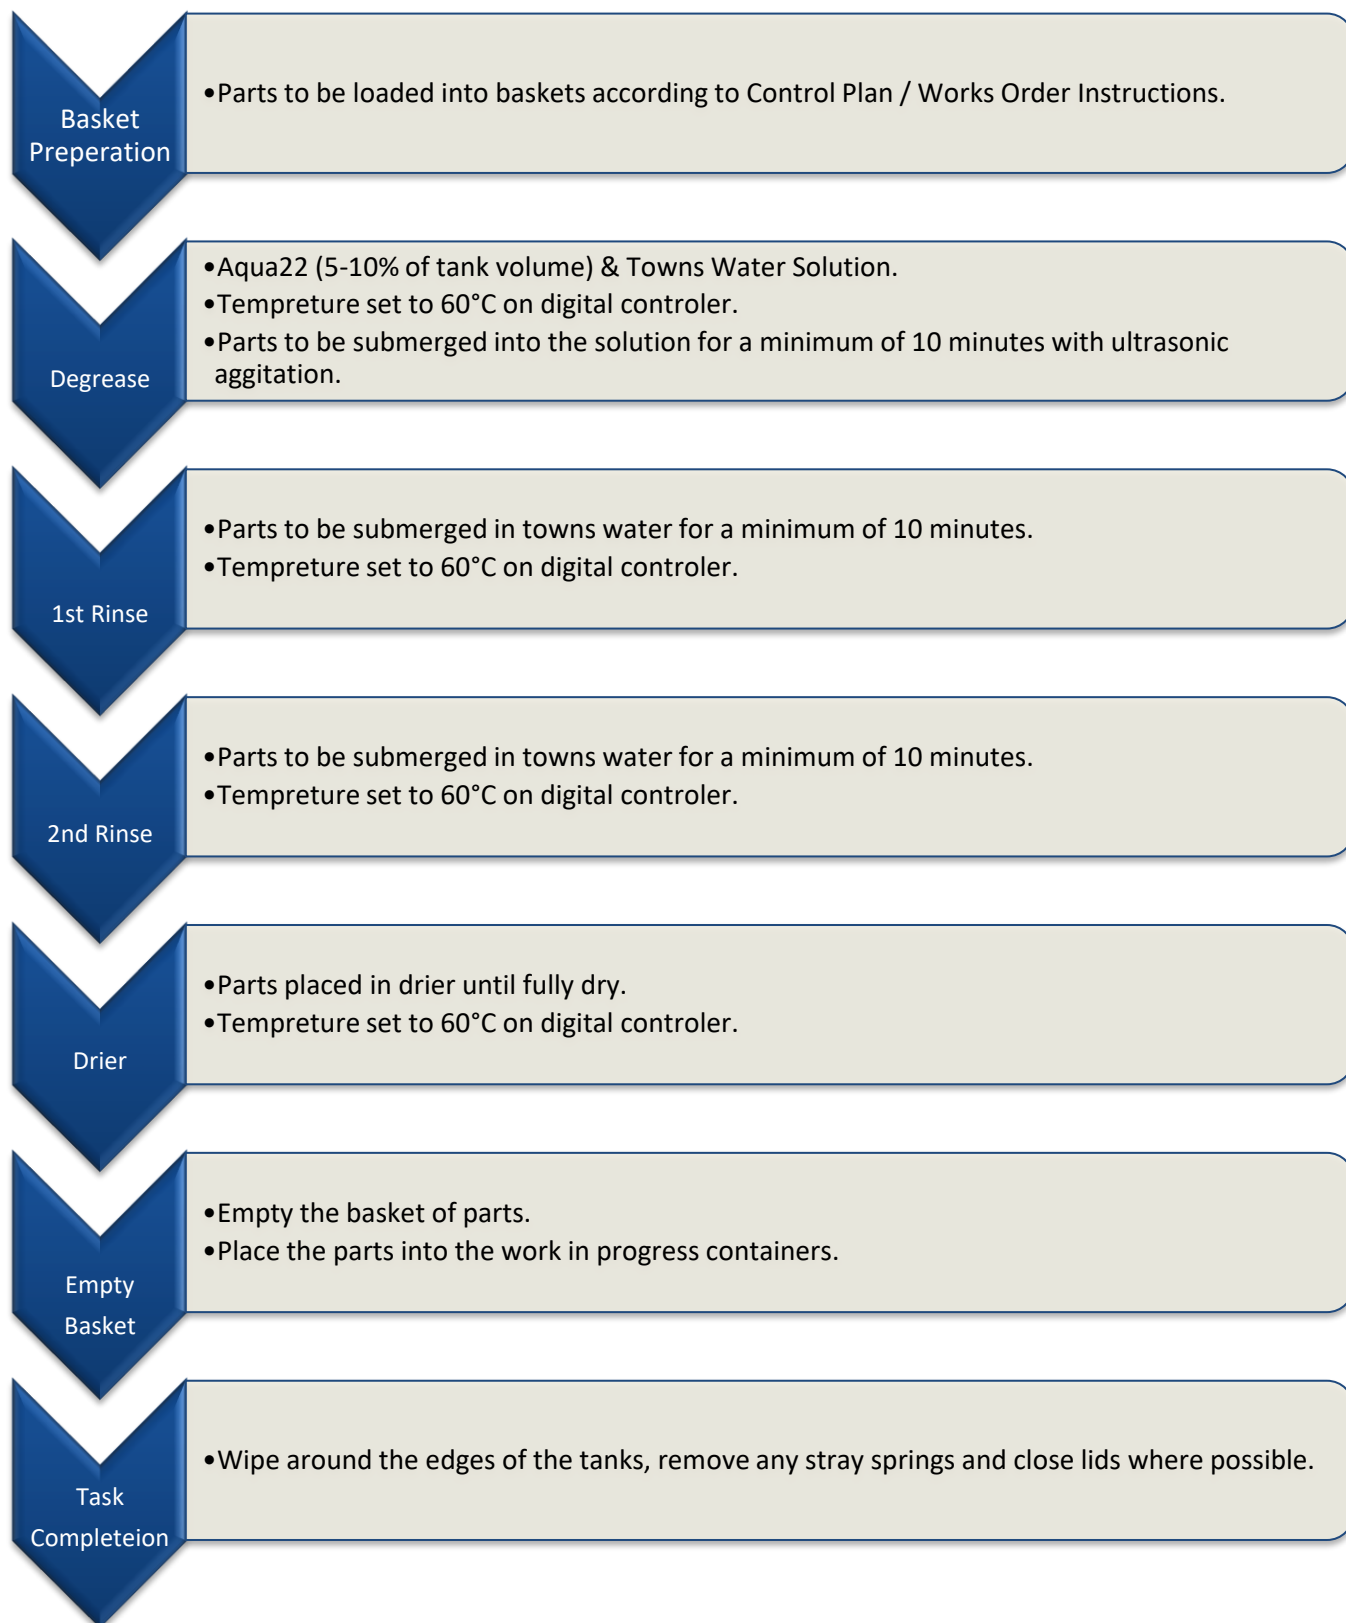 Basket
Preperation
•Parts to be loaded into baskets according to Control Plan / Works Order Instructions.
Degrease
•Aqua22 (5-10% of tank volume) & Towns Water Solution.
•Tempreture set to 60°C on digital controler.
•Parts to be submerged into the solution for a minimum of 10 minutes with ultrasonic
aggitation.
1st Rinse
•Parts to be submerged in towns water for a minimum of 10 minutes.
•Tempreture set to 60°C on digital controler.
2nd Rinse
•Parts to be submerged in towns water for a minimum of 10 minutes.
•Tempreture set to 60°C on digital controler.
Drier
•Parts placed in drier until fully dry.
•Tempreture set to 60°C on digital controler.
Empty
Basket
•Empty the basket of parts.
•Place the parts into the work in progress containers.
Task
Completeion
•Wipe around the edges of the tanks, remove any stray springs and close lids where possible.